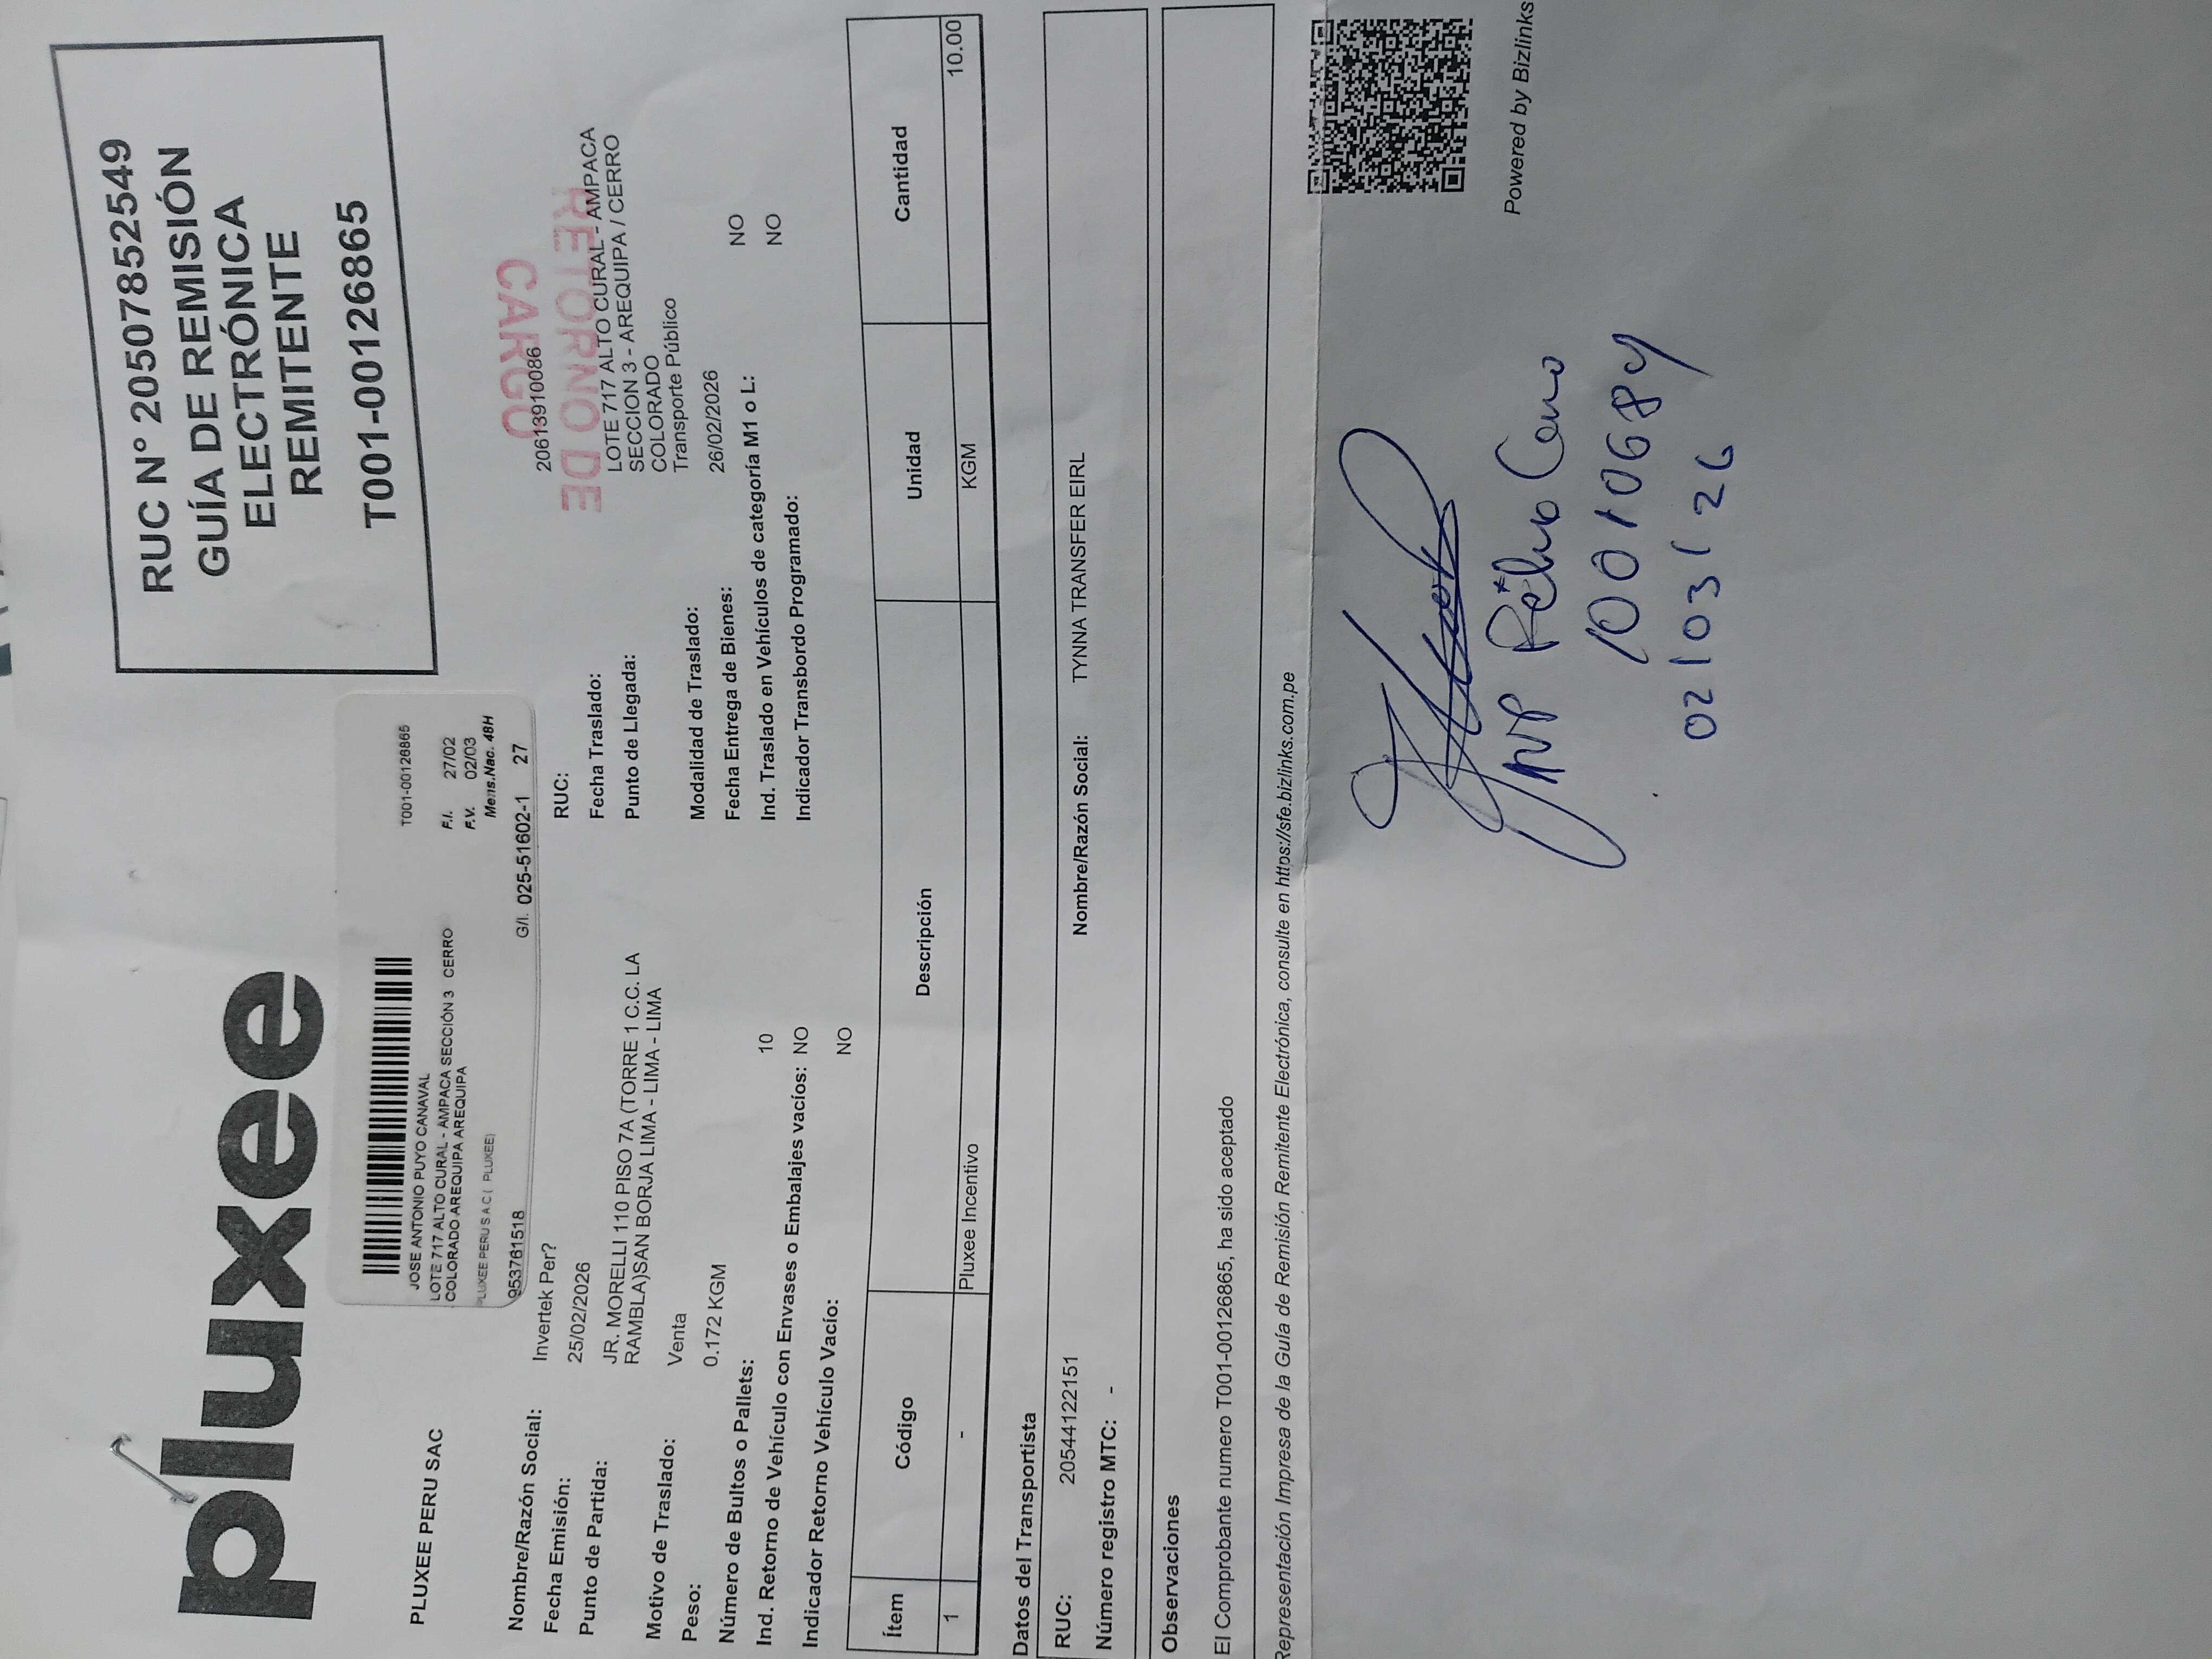 pluxee
RUC N° 20507852549
GUÍA DE REMISIÓN
ELECTRÓNICA
REMITENTE
T001-00126865
PLUXEE PERU SAC
T001-00126865
JOSE ANTONIO PUYO CANAVAL
LOTE 717 ALTO CURAL - AMPACA SECCIÓN 3 CERRO
COLORADO AREQUIPA AREQUIPA
F.I. 27/02
F.V. 02/03
Mens.Nac. 48H
PLUXEE PERU S.A.C ( PLUXEE)
953761518
G/I. 025-51602-1 27
RETORNO DE
CARGO
Nombre/Razón Social: Invertek Per?
RUC: 20613910086
Fecha Emisión: 25/02/2026
Fecha Traslado:
Punto de Partida: JR. MORELLI 110 PISO 7A (TORRE 1 C.C. LA
RAMBLA)SAN BORJA LIMA - LIMA - LIMA
Punto de Llegada: LOTE 717 ALTO CURAL - AMPACA
SECCION 3 - AREQUIPA / CERRO
COLORADO
Motivo de Traslado: Venta
Modalidad de Traslado: Transporte Público
Peso: 0.172 KGM
Fecha Entrega de Bienes: 26/02/2026
Número de Bultos o Pallets: 10
Ind. Traslado en Vehículos de categoría M1 o L: NO
Ind. Retorno de Vehículo con Envases o Embalajes vacíos: NO
Indicador Transbordo Programado: NO
Indicador Retorno Vehículo Vacío: NO
Ítem Código Descripción Unidad Cantidad
1 - Pluxee Incentivo KGM 10.00
Datos del Transportista
RUC: 20544122151 Nombre/Razón Social: TYNNA TRANSFER EIRL
Número registro MTC: -
Observaciones
El Comprobante numero T001-00126865, ha sido aceptado
Representación Impresa de la Guía de Remisión Remitente Electrónica, consulte en https://sfe.bizlinks.com.pe
Powered by Bizlinks
02/03/26